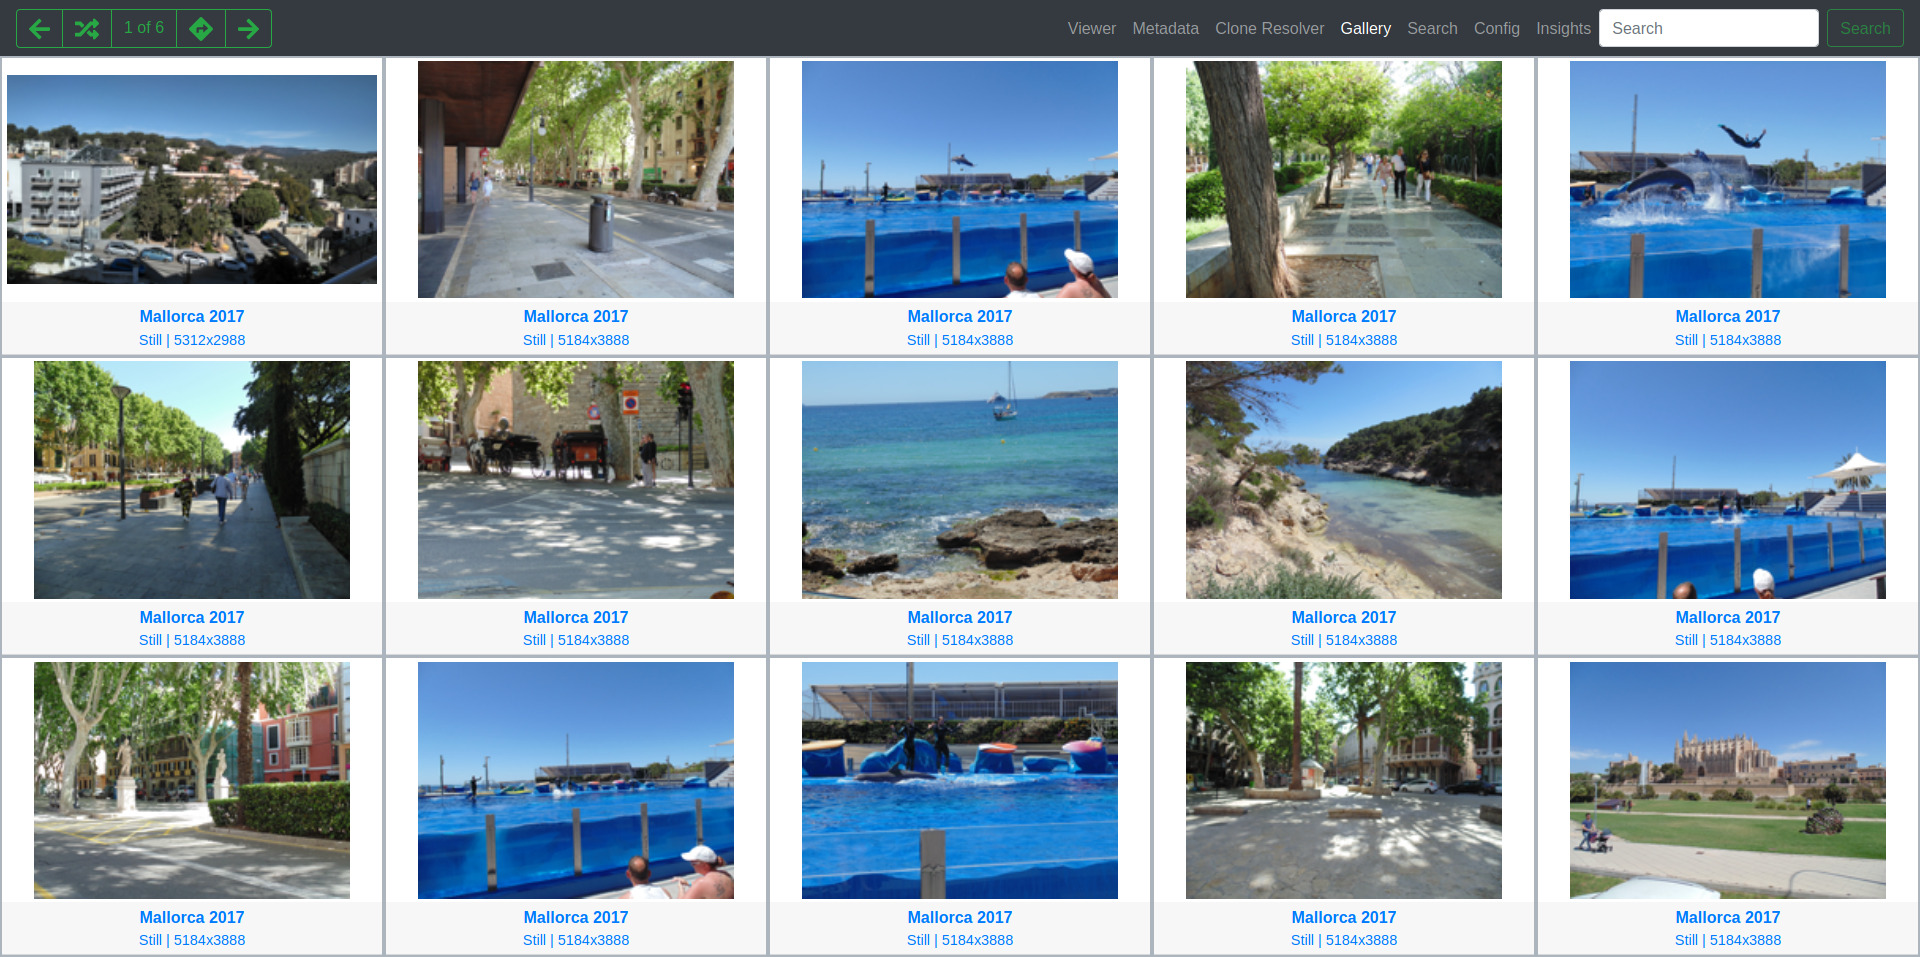 1 of 6
Viewer Metadata Clone Resolver Gallery Search Config Insights Search Search
Mallorca 2017 Mallorca 2017 Mallorca 2017 Mallorca 2017 Mallorca 2017
Still | 5312x2988 Still | 5184x3888 Still | 5184x3888 Still | 5184x3888 Still | 5184x3888
Mallorca 2017 Mallorca 2017 Mallorca 2017 Mallorca 2017 Mallorca 2017
Still | 5184x3888 Still | 5184x3888 Still | 5184x3888 Still | 5184x3888 Still | 5184x3888
Mallorca 2017 Mallorca 2017 Mallorca 2017 Mallorca 2017 Mallorca 2017
Still | 5184x3888 Still | 5184x3888 Still | 5184x3888 Still | 5184x3888 Still | 5184x3888